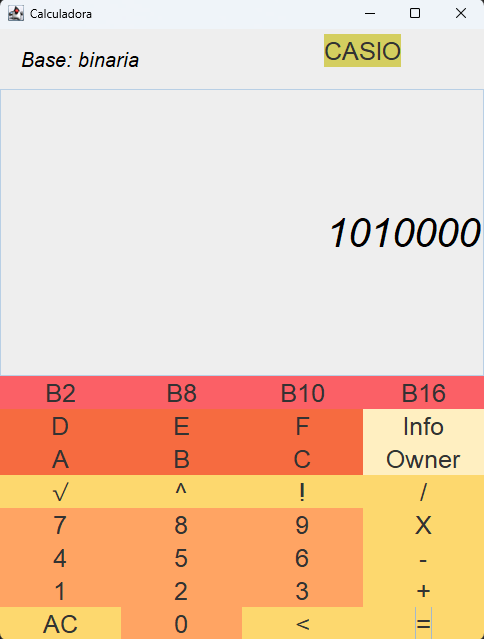 Calculadora
Base: binaria CASIO
1010000
B2 B8 B10 B16
D E F Info
A B C Owner
√ ^ ! /
7 8 9 X
4 5 6 -
1 2 3 +
AC 0 < =